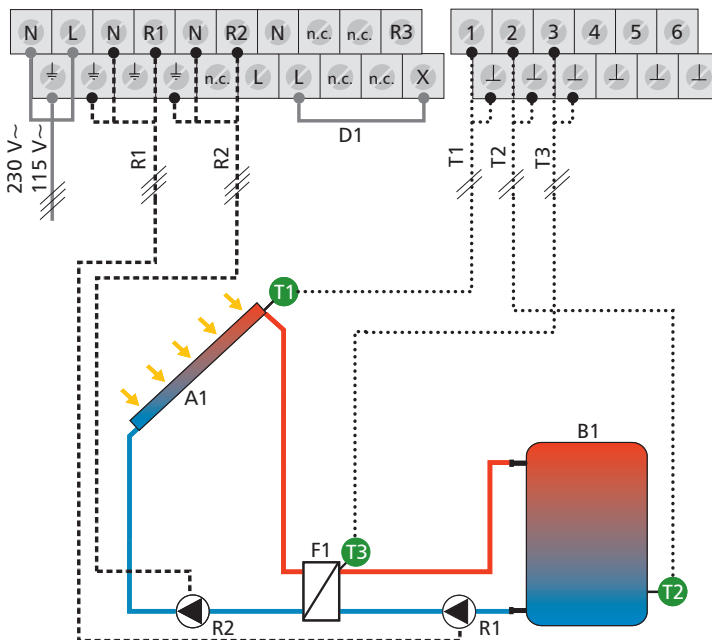 N L N R1 N R2 N n.c. n.c. R3
n.c. L L n.c. n.c. X
1 2 3 4 5 6
D1
230 V~
115 V~
R1
R2
T1
T2
T3
T1
A1
B1
F1
T3
T2
R2
R1